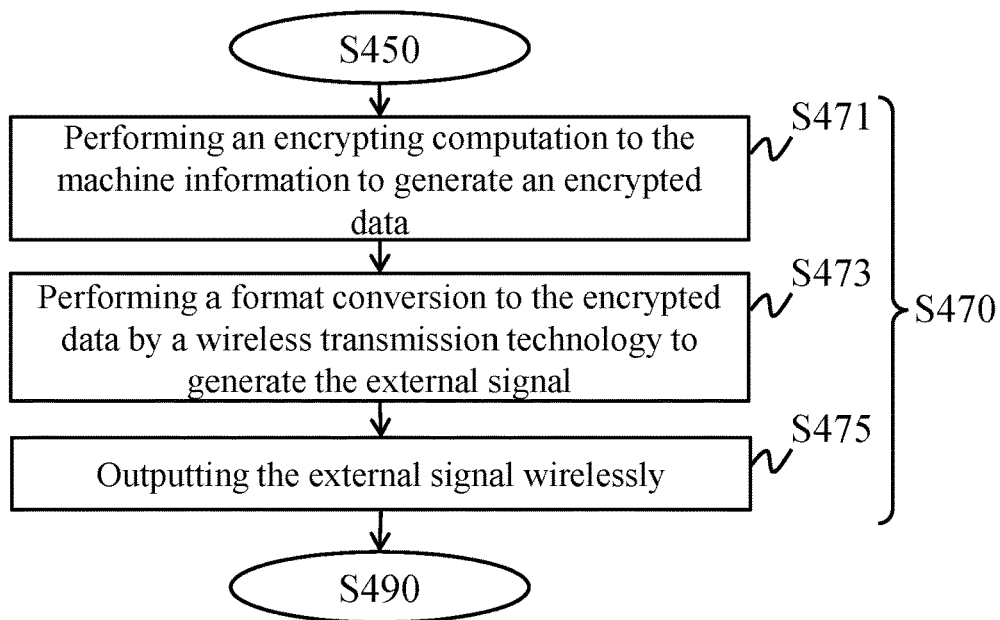 S450
S471
Performing an encrypting computation to the
machine information to generate an encrypted
data
S473
Performing a format conversion to the encrypted
data by a wireless transmission technology to
generate the external signal
S470
S475
Outputting the external signal wirelessly
S490